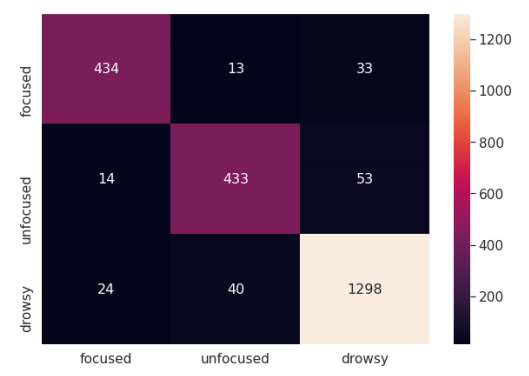 focused
434 13 33
unfocused
14 433 53
drowsy
24 40 1298
focused unfocused drowsy
1200
1000
800
600
400
200